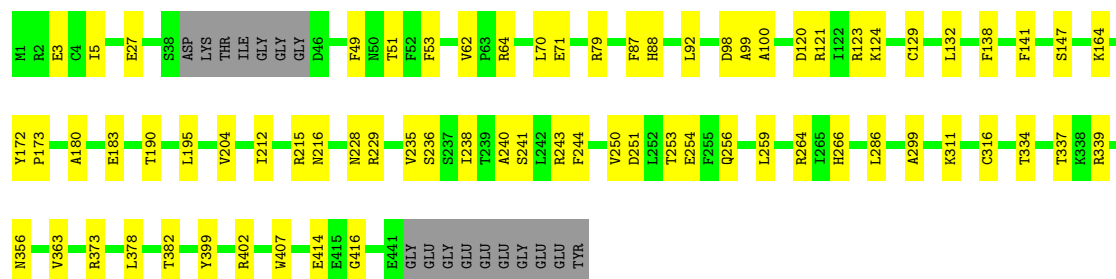 M1 R2 E3 C4 I5 E27 S38 ASP LYS THR ILE GLY GLY GLY D46 F49 N50 T51 F52 F53 V62 P63 R64 L70 E71 R79 F87 H88 L92 D98 A99 A100 D120 R121 I122 R123 K124 C129 L132 F138 F141 S147 K164
Y172 P173 A180 E183 T190 L195 V204 I212 R215 N216 N228 R229 V235 S236 S237 I238 T239 A240 S241 L242 R243 F244 V250 D251 L252 T253 E254 F255 Q256 L259 R264 I265 H266 L286 A299 K311 C316 T334 T337 K338 R339
N356 V363 R373 L378 T382 Y399 R402 W407 E414 E415 G416 E441 GLY GLU GLY GLU GLU GLU GLY GLU GLU TYR